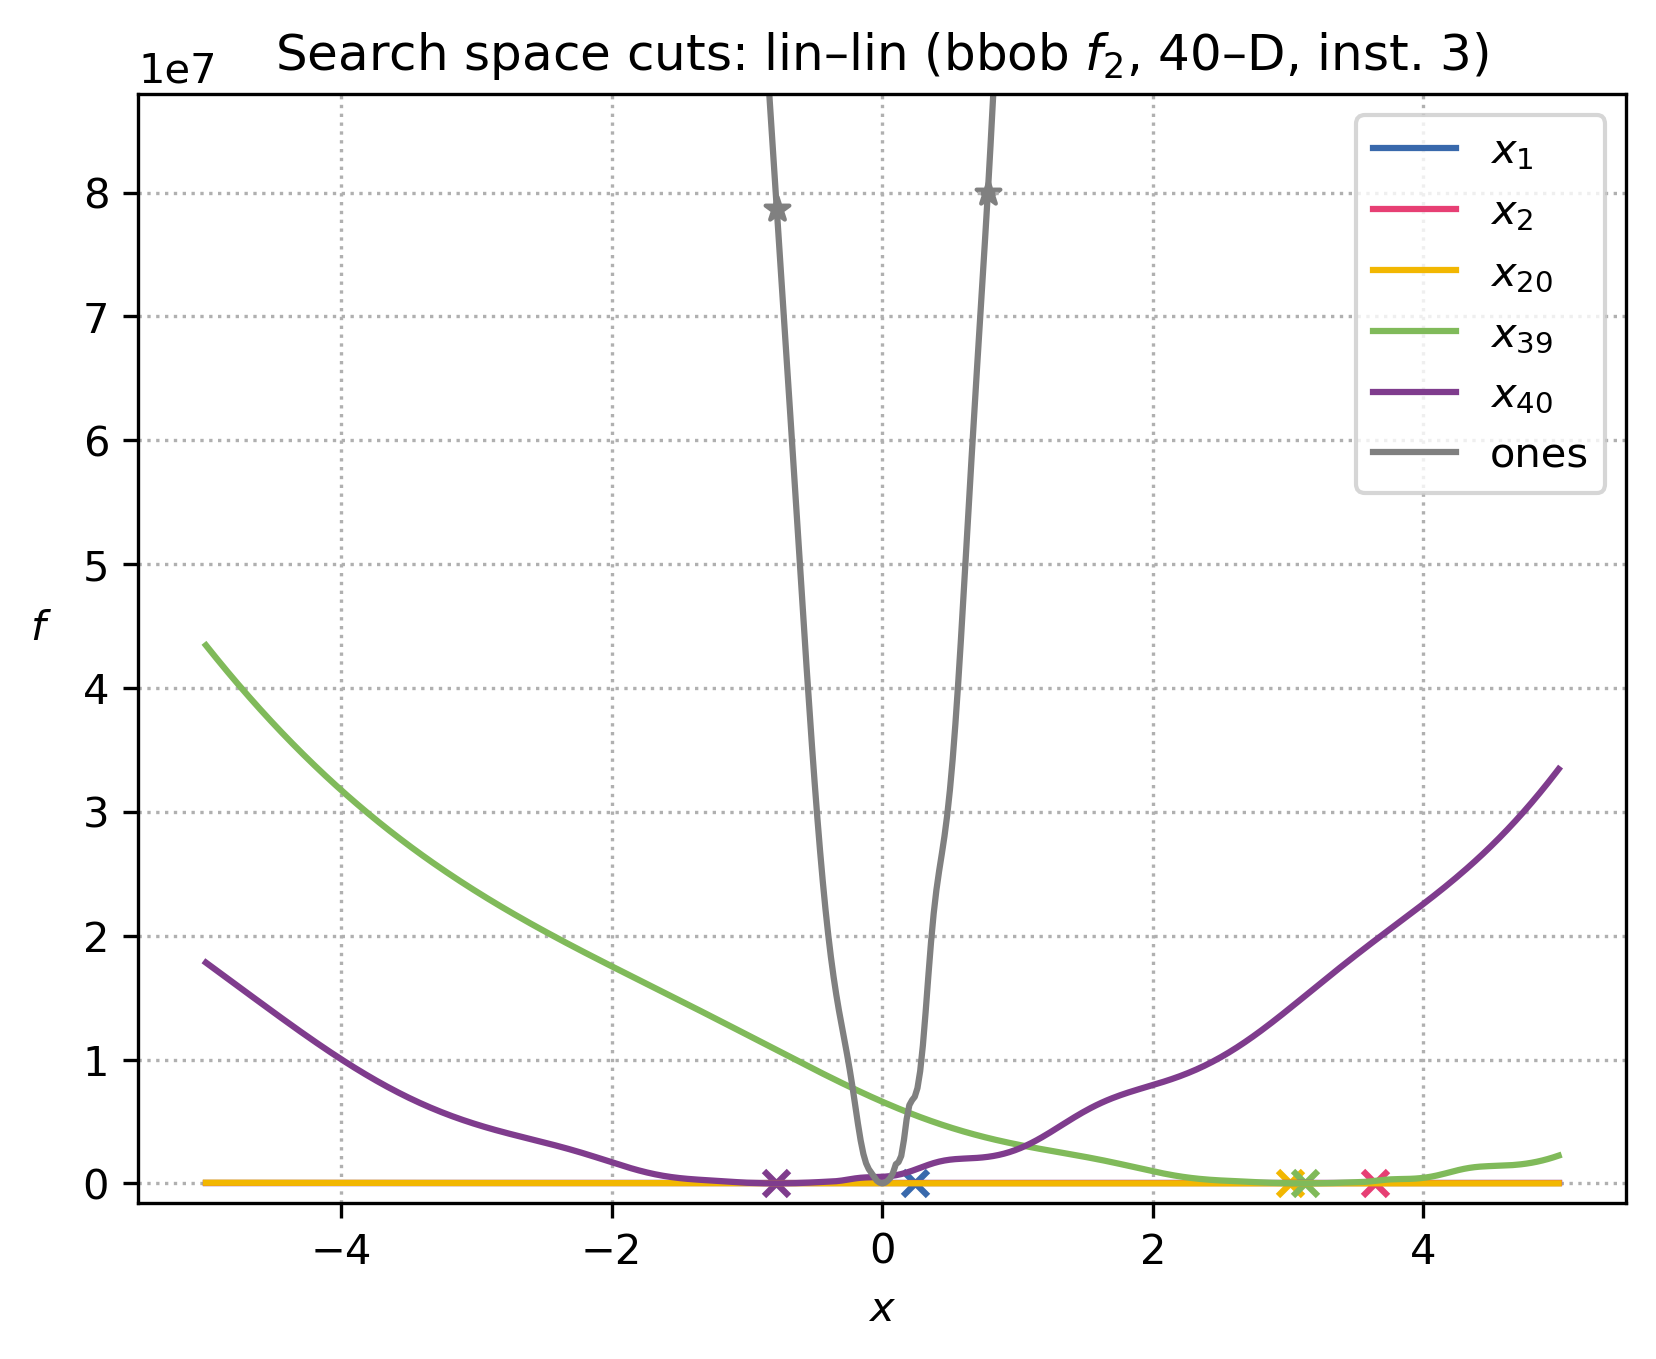 Search space cuts: lin–lin (bbob f₂, 40–D, inst. 3)
1e7
8
7
6
5
4
3
2
1
0
f
−4 −2 0 2 4
x
x₁
x₂
x₂₀
x₃₉
x₄₀
ones